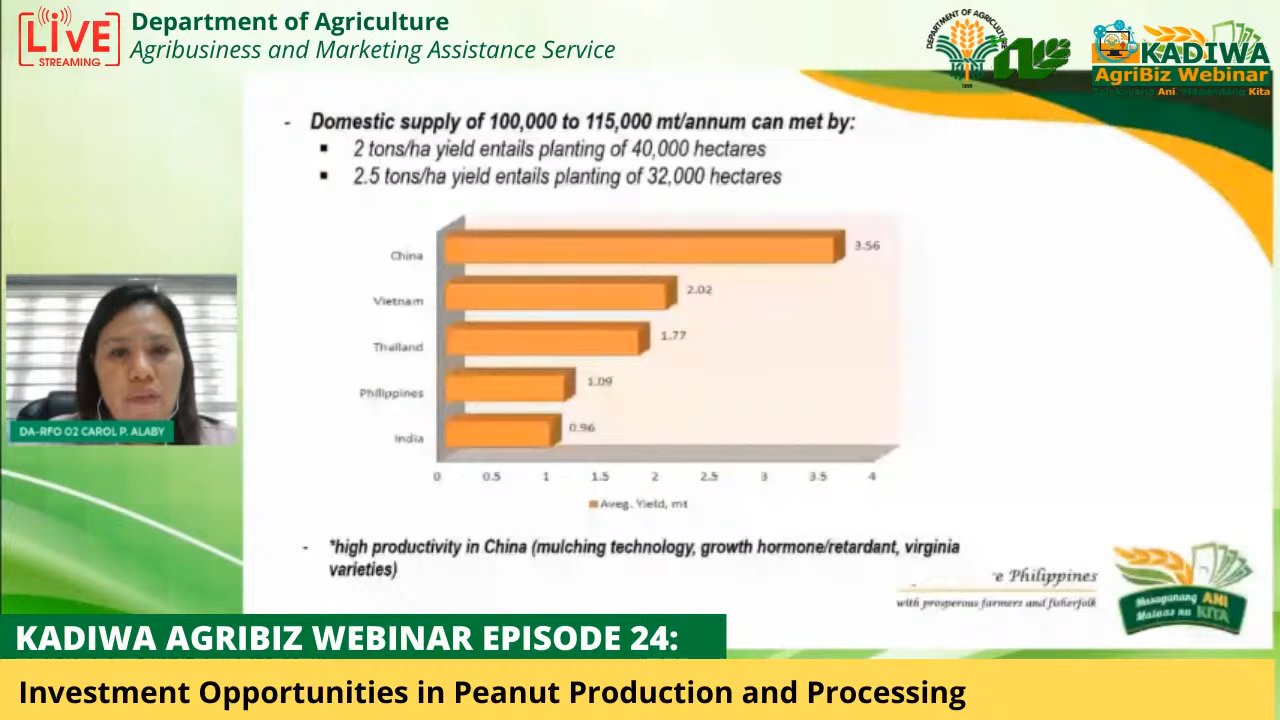 LIVE
STREAMING
Department of Agriculture
Agribusiness and Marketing Assistance Service
DEPARTMENT OF AGRICULTURE
KADIWA
AgriBiz Webinar
Ani. Kita
- Domestic supply of 100,000 to 115,000 mt/annum can met by:
▪ 2 tons/ha yield entails planting of 40,000 hectares
▪ 2.5 tons/ha yield entails planting of 32,000 hectares
China 3.56
Vietnam 2.02
Thailand 1.77
Philippines 1.09
India 0.96
0 0.5 1 1.5 2 2.5 3 3.5 4
Aveg. Yield, mt
- *high productivity in China (mulching technology, growth hormone/retardant, virginia
varieties)
e Philippines
with prosperous farmers and fisherfolk
Masaganang ANI
Mataas na KITA
DA-RFO 02 CAROL P. ALABY
KADIWA AGRIBIZ WEBINAR EPISODE 24:
Investment Opportunities in Peanut Production and Processing